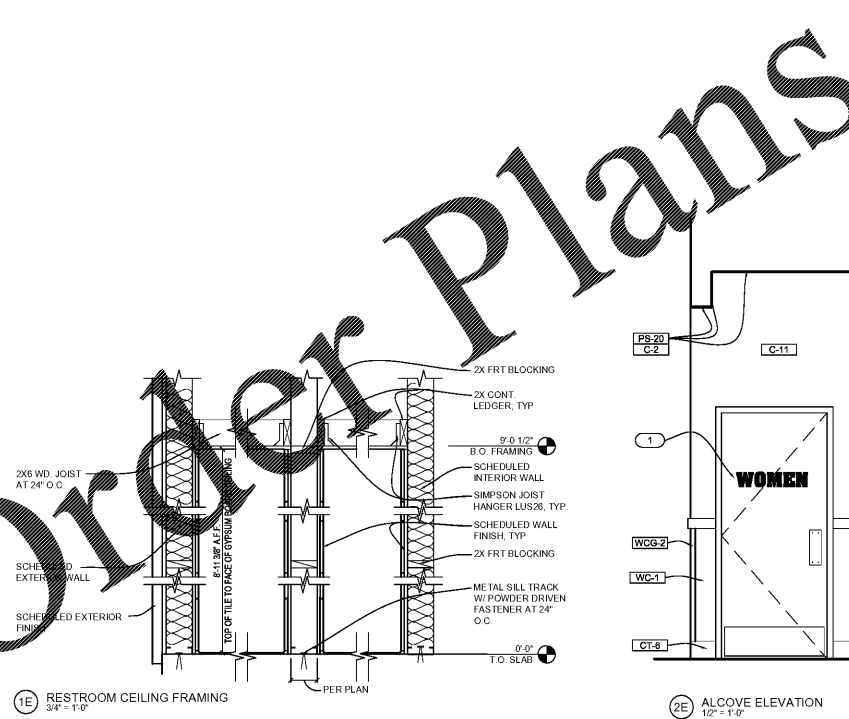 Order Plans
2X FRT BLOCKING
2X CONT.
LEDGER, TYP
9'-0 1/2"
B.O. FRAMING
2X6 WD. JOIST
AT 24" O.C.
SCHEDULED
INTERIOR WALL
SIMPSON JOIST
HANGER LUS26, TYP.
SCHEDULED WALL
FINISH, TYP
2X FRT BLOCKING
SCHEDULED
EXTERIOR WALL
METAL SILL TRACK
W/ POWDER DRIVEN
FASTENER AT 24"
O.C.
SCHEDULED EXTERIOR
FINISH
8'-11 3/8" A.F.F.
TOP OF TILE TO FACE OF GYPSUM
0'-0"
T.O. SLAB
PER PLAN
1E RESTROOM CEILING FRAMING
3/4" = 1'-0"
PS-20
C-2
C-11
1
WOMEN
WCG-2
WC-1
CT-6
2E ALCOVE ELEVATION
1/2" = 1'-0"